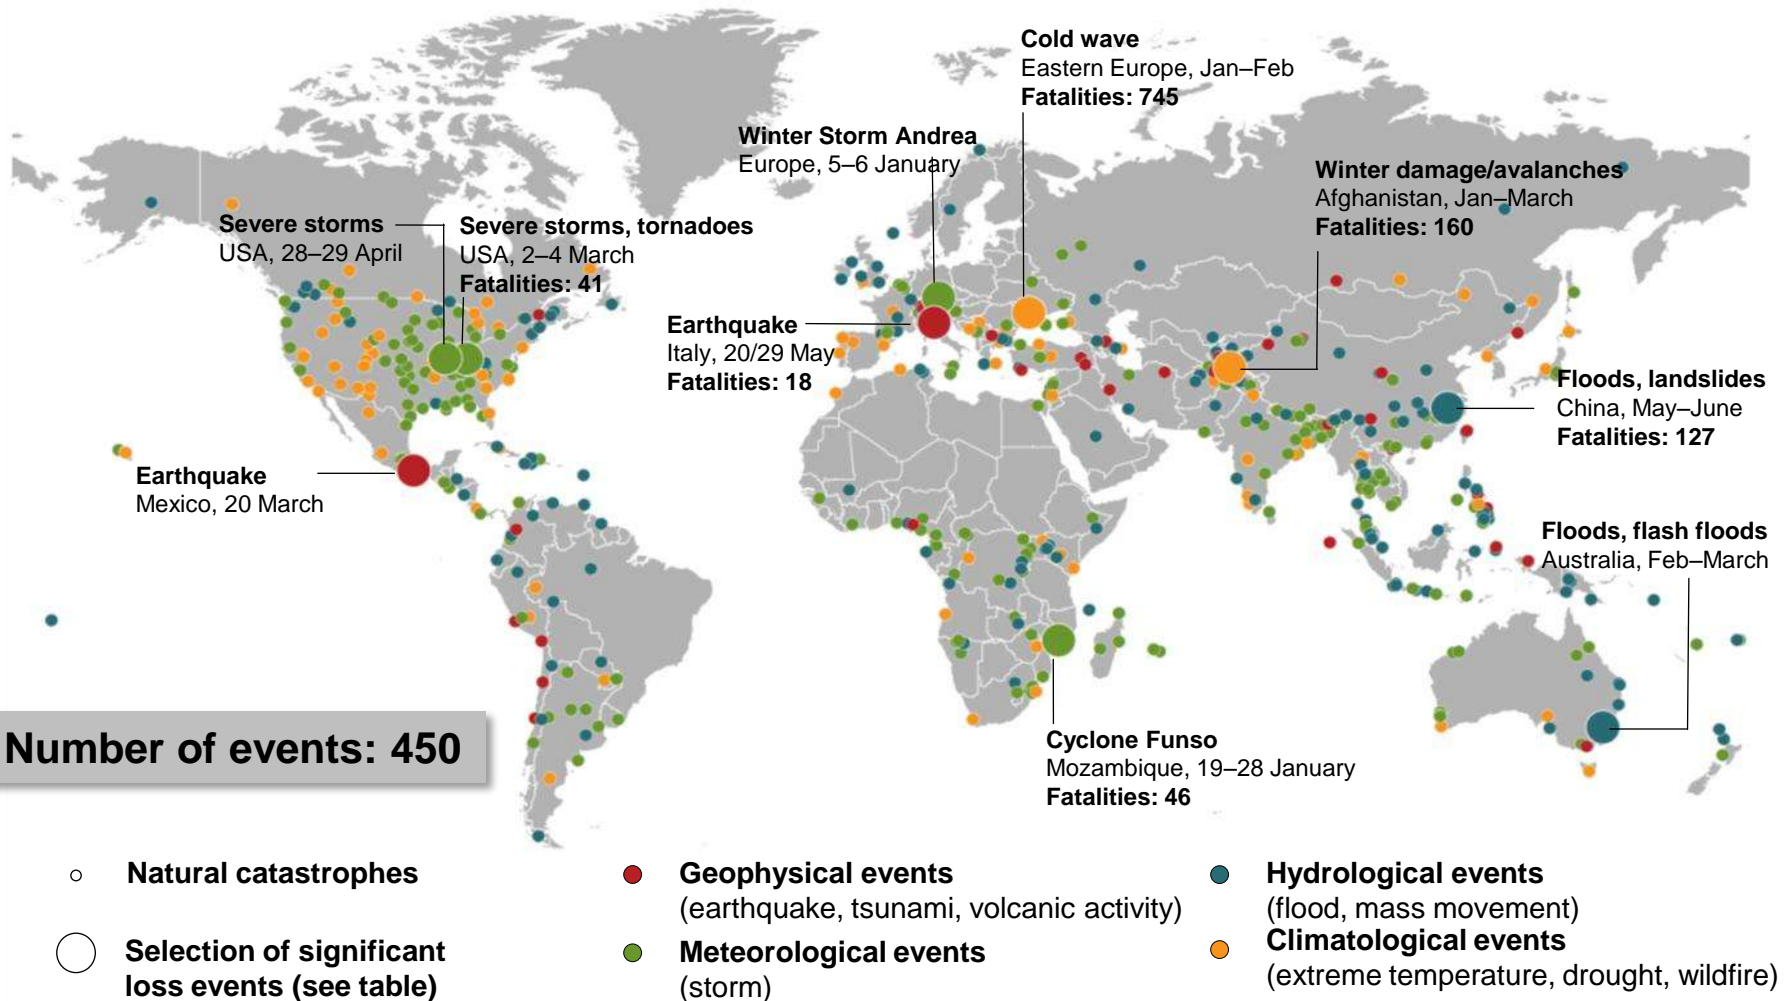 Cold wave
Eastern Europe, Jan–Feb
Fatalities: 745
Winter Storm Andrea
Europe, 5–6 January
Winter damage/avalanches
Afghanistan, Jan–March
Fatalities: 160
Severe storms
USA, 28–29 April
Severe storms, tornadoes
USA, 2–4 March
Fatalities: 41
Earthquake
Italy, 20/29 May
Fatalities: 18
Floods, landslides
China, May–June
Fatalities: 127
Earthquake
Mexico, 20 March
Floods, flash floods
Australia, Feb–March
Number of events: 450
Cyclone Funso
Mozambique, 19–28 January
Fatalities: 46
Natural catastrophes
Selection of significant
loss events (see table)
Geophysical events
(earthquake, tsunami, volcanic activity)
Meteorological events
(storm)
Hydrological events
(flood, mass movement)
Climatological events
(extreme temperature, drought, wildfire)